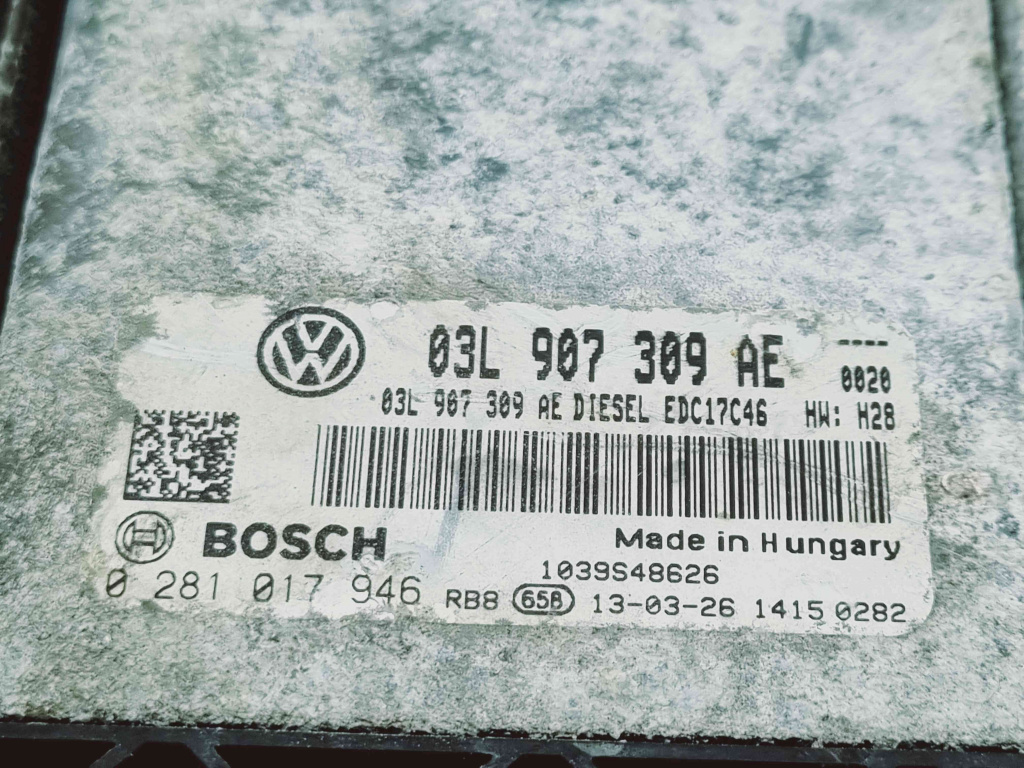 03L 907 309 AE ----
0020
03L 907 309 AE DIESEL EDC17C46 HW: H28
BOSCH Made in Hungary
1039S48626
0 281 017 946 RB8 658 13-03-26 1415 0282